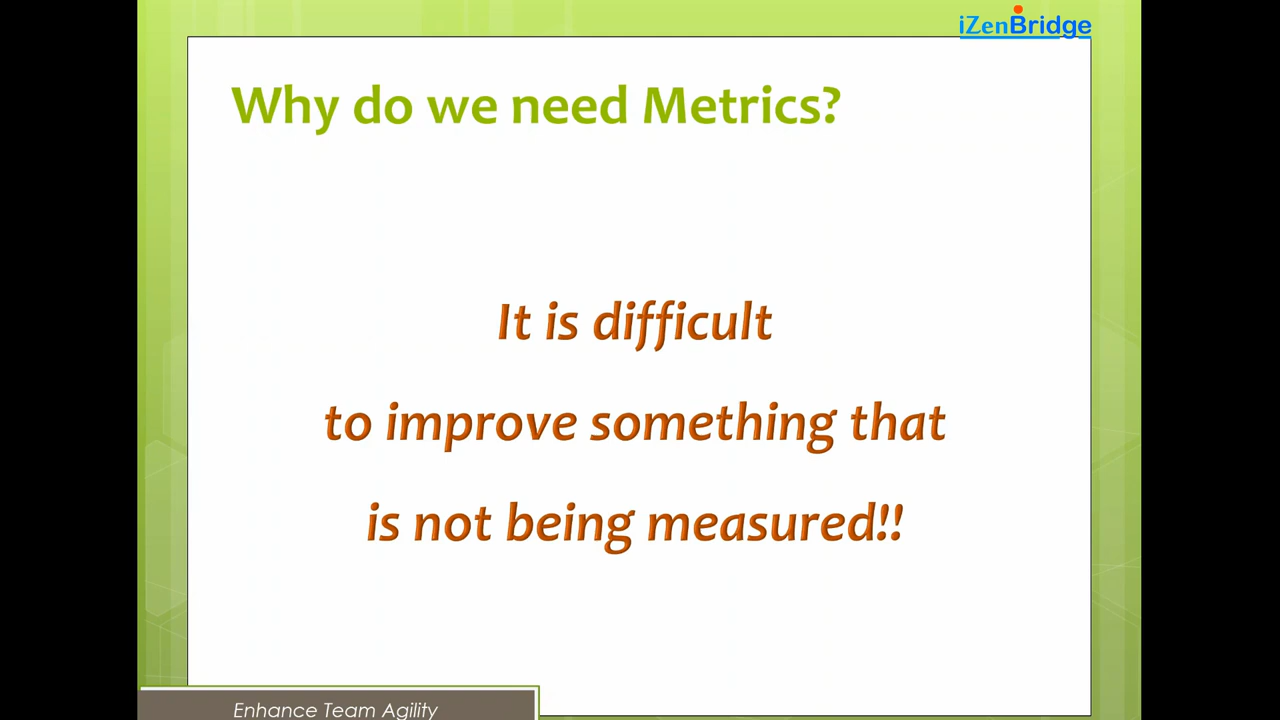 iZenBridge
Why do we need Metrics?
It is difficult
to improve something that
is not being measured!!
Enhance Team Agility